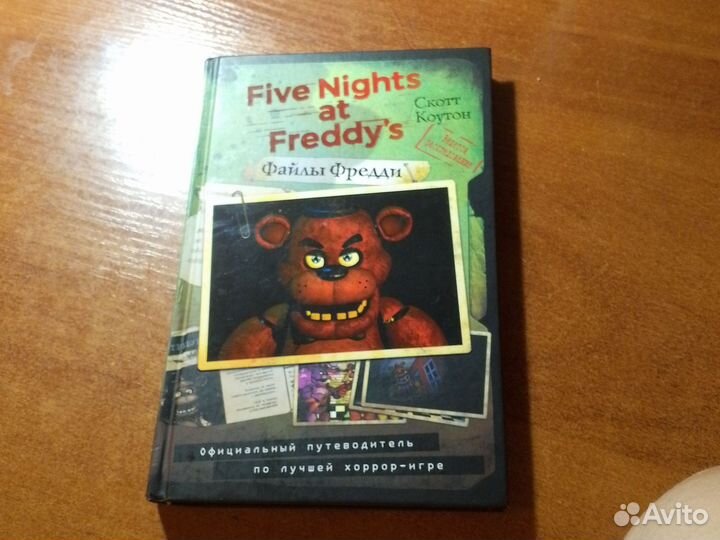 Five Nights
at
Freddy's
Скотт
Коутон
Файлы Фредди
Официальный путеводитель
по лучшей хоррор-игре
Avito